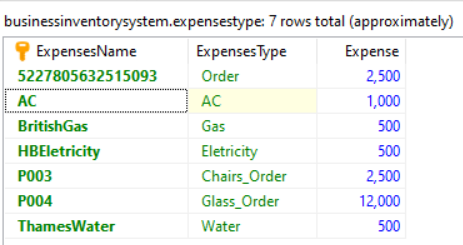 businessinventorysystem.expensestype: 7 rows total (approximately)
ExpensesName ExpensesType Expense
5227805632515093 Order 2,500
AC AC 1,000
BritishGas Gas 500
HBEletricity Eletricity 500
P003 Chairs_Order 2,500
P004 Glass_Order 12,000
ThamesWater Water 500